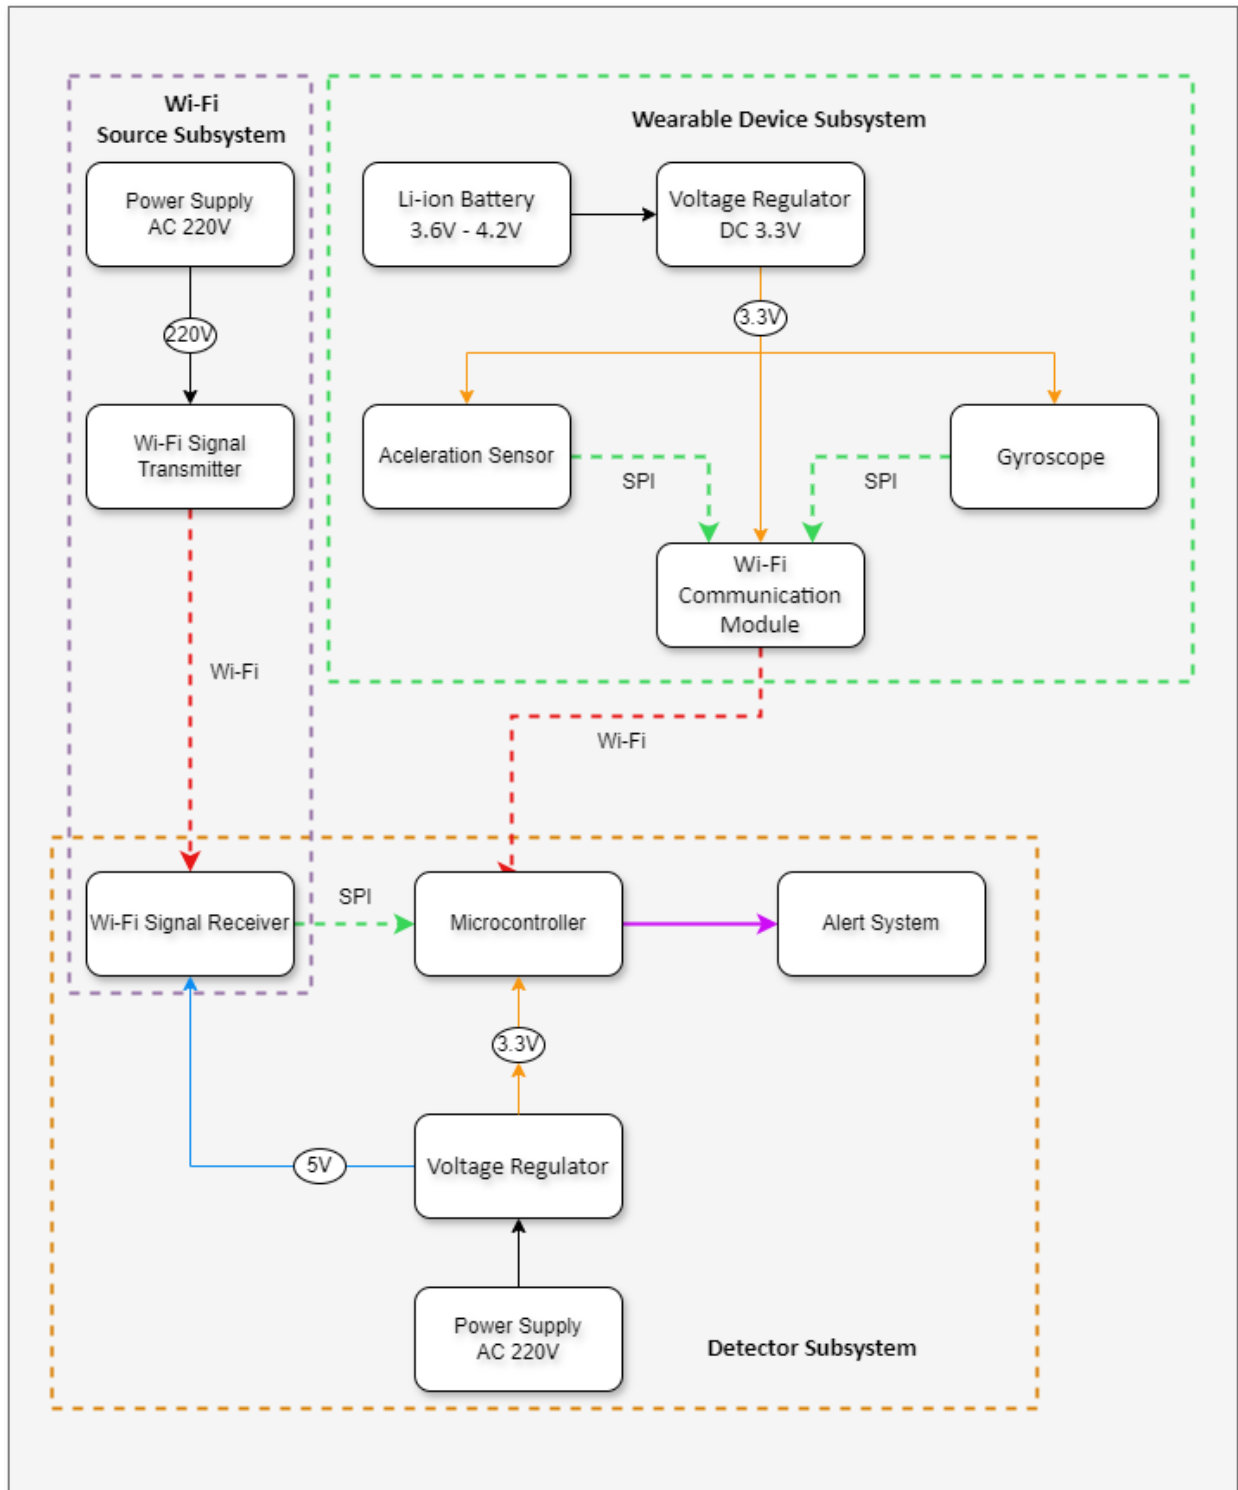 Wi-Fi
Source Subsystem
Wearable Device Subsystem
Power Supply
AC 220V
Li-ion Battery
3.6V - 4.2V
Voltage Regulator
DC 3.3V
220V
3.3V
Wi-Fi Signal
Transmitter
Aceleration Sensor
SPI
SPI
Gyroscope
Wi-Fi
Communication
Module
Wi-Fi
Wi-Fi
Wi-Fi Signal Receiver
SPI
Microcontroller
Alert System
3.3V
5V
Voltage Regulator
Power Supply
AC 220V
Detector Subsystem